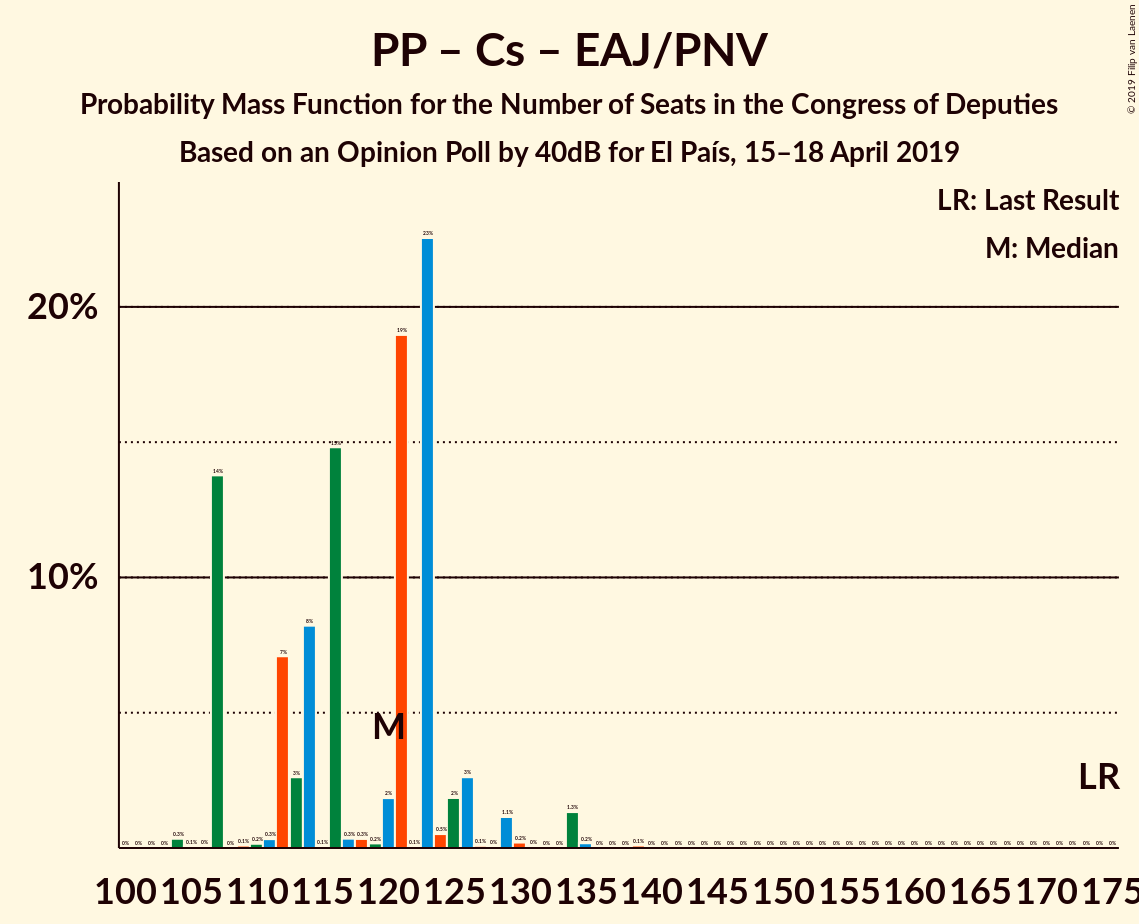 PP – Cs – EAJ/PNV
Probability Mass Function for the Number of Seats in the Congress of Deputies
Based on an Opinion Poll by 40dB for El País, 15–18 April 2019
© 2019 Filip van Laenen
LR: Last Result
M: Median
23%
20%
19%
15%
14%
10%
8%
7%
M
LR
3% 3%
2% 2%
1.3%
1.1%
0.5%
100 105 110 115 120 125 130 135 140 145 150 155 160 165 170 175